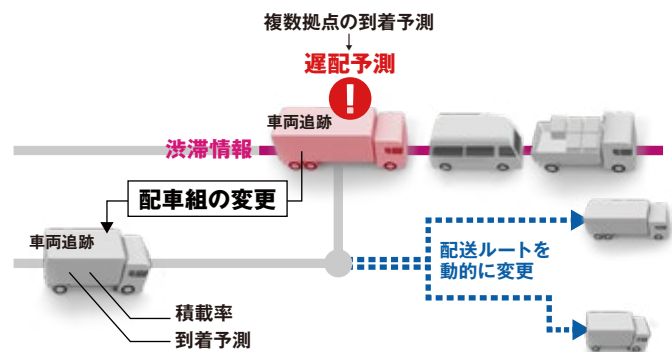 複数拠点の到着予測
遅配予測
!
車両追跡
渋滞情報
配車組の変更
車両追跡
配送ルートを
動的に変更
積載率
到着予測